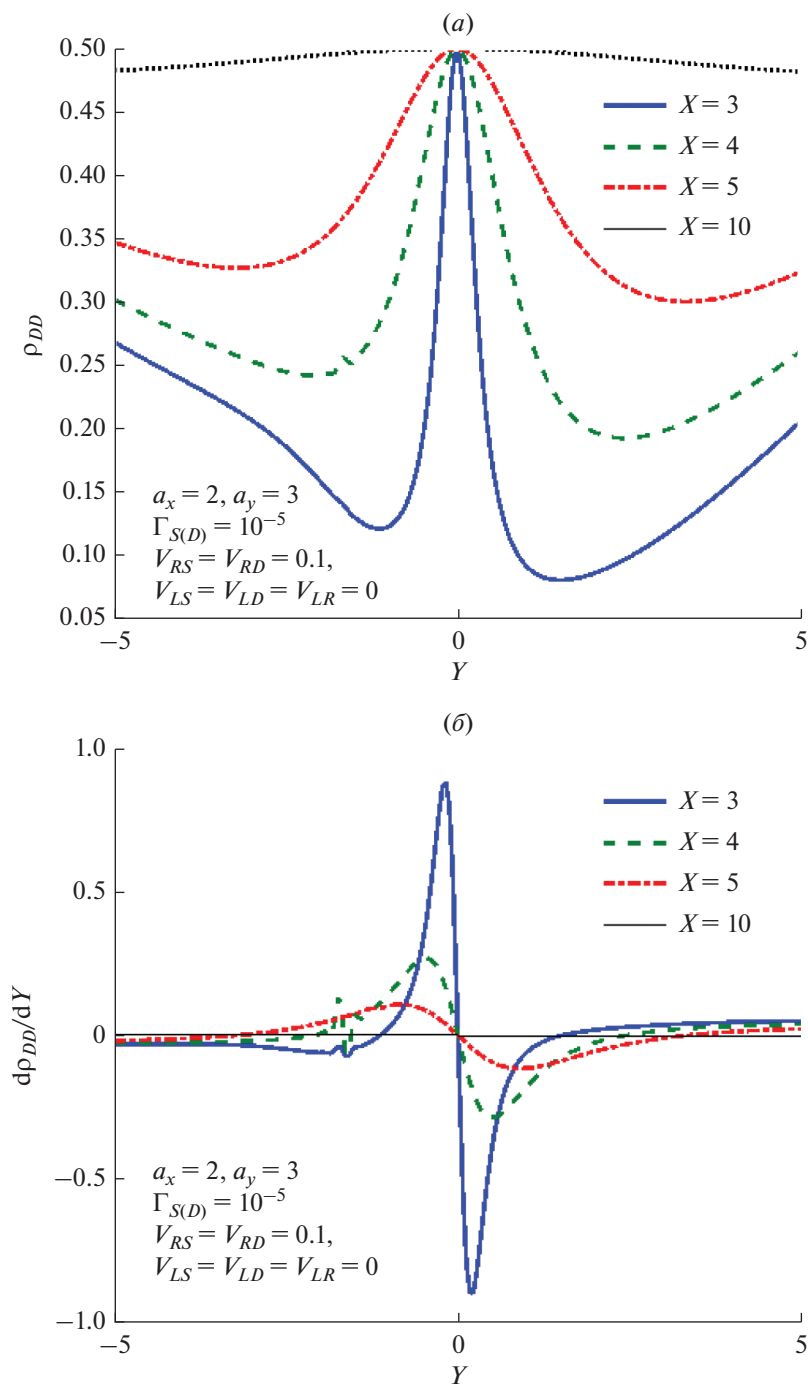 (а)
0.50
0.45
0.40
0.35
0.30
0.25
0.20
0.15
0.10
0.05
ρDD
X = 3
X = 4
X = 5
X = 10
ax = 2, ay = 3
ΓS(D) = 10−5
VRS = VRD = 0.1,
VLS = VLD = VLR = 0
−5
0
5
Y
(б)
1.0
0.5
0
−0.5
−1.0
dρDD/dY
X = 3
X = 4
X = 5
X = 10
ax = 2, ay = 3
ΓS(D) = 10−5
VRS = VRD = 0.1,
VLS = VLD = VLR = 0
−5
0
5
Y